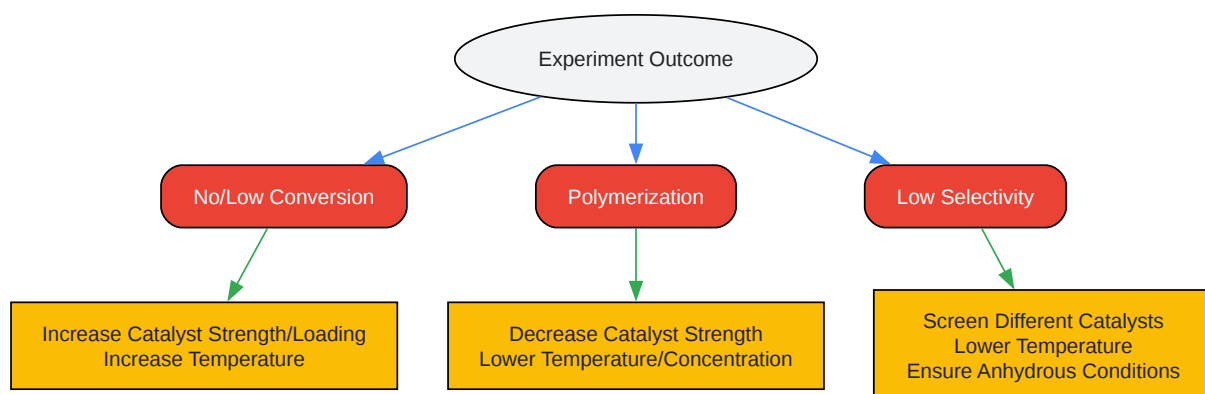 Experiment Outcome
No/Low Conversion
Polymerization
Low Selectivity
Increase Catalyst Strength/Loading
Increase Temperature
Decrease Catalyst Strength
Lower Temperature/Concentration
Screen Different Catalysts
Lower Temperature
Ensure Anhydrous Conditions